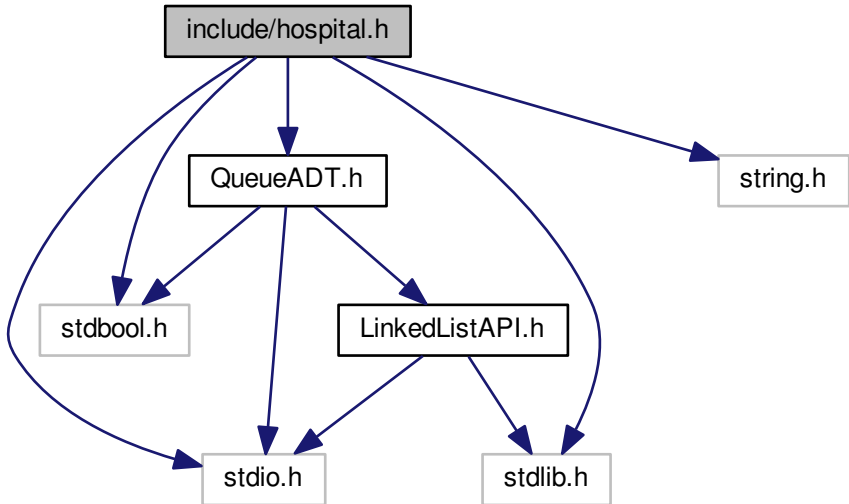 include/hospital.h
QueueADT.h
string.h
stdbool.h
LinkedListAPI.h
stdio.h
stdlib.h